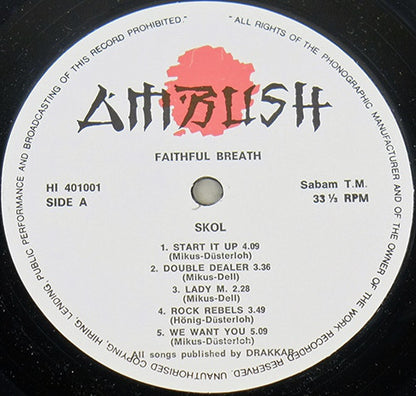 ALL RIGHTS OF THE PHONOGRAPHIC MANUFACTURER AND OF THE OWNER OF THE WORK RECORDED RESERVED. UNAUTHORISED COPYING, HIRING, LENDING, PUBLIC PERFORMANCE AND BROADCASTING OF THIS RECORD PROHIBITED
AMBUSH
FAITHFUL BREATH
HI 401001
SIDE A
Sabam T.M.
33 ⅓ RPM
SKOL
1. START IT UP 4.09
(Mikus-Düsterloh)
2. DOUBLE DEALER 3.36
(Mikus-Dell)
3. LADY M. 2.28
(Mikus-Dell)
4. ROCK REBELS 3.49
(Hönig-Düsterloh)
5. WE WANT YOU 5.09
(Mikus-Düsterloh)
All songs published by DRAKKAR